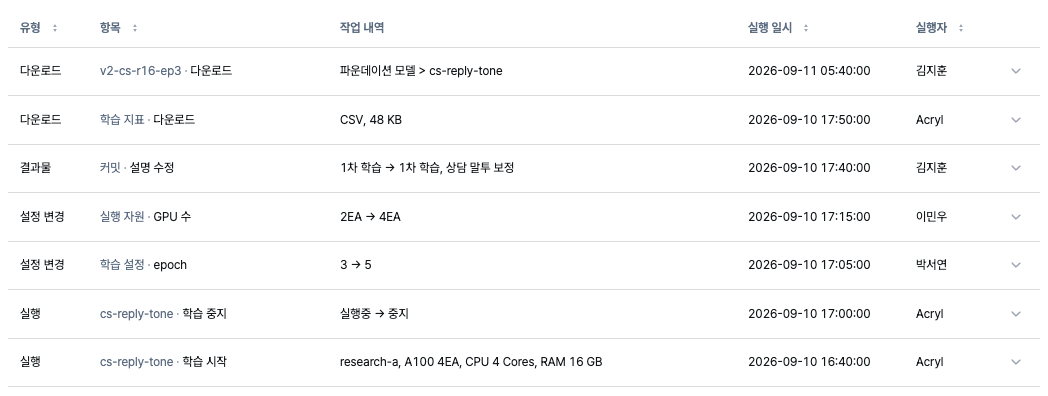 유형 항목 작업 내역 실행 일시 실행자
다운로드 v2-cs-r16-ep3 · 다운로드 파운데이션 모델 > cs-reply-tone 2026-09-11 05:40:00 김지훈
다운로드 학습 지표 · 다운로드 CSV, 48 KB 2026-09-10 17:50:00 Acryl
결과물 커밋 · 설명 수정 1차 학습 → 1차 학습, 상담 말투 보정 2026-09-10 17:40:00 김지훈
설정 변경 실행 자원 · GPU 수 2EA → 4EA 2026-09-10 17:15:00 이민우
설정 변경 학습 설정 · epoch 3 → 5 2026-09-10 17:05:00 박서연
실행 cs-reply-tone · 학습 중지 실행중 → 중지 2026-09-10 17:00:00 Acryl
실행 cs-reply-tone · 학습 시작 research-a, A100 4EA, CPU 4 Cores, RAM 16 GB 2026-09-10 16:40:00 Acryl